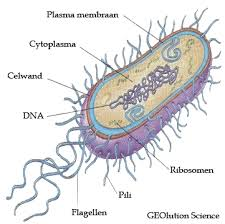 Plasma membraan
Cytoplasma
Celwand
DNA
Ribosomen
Pili
GEOlution Science
Flagellen